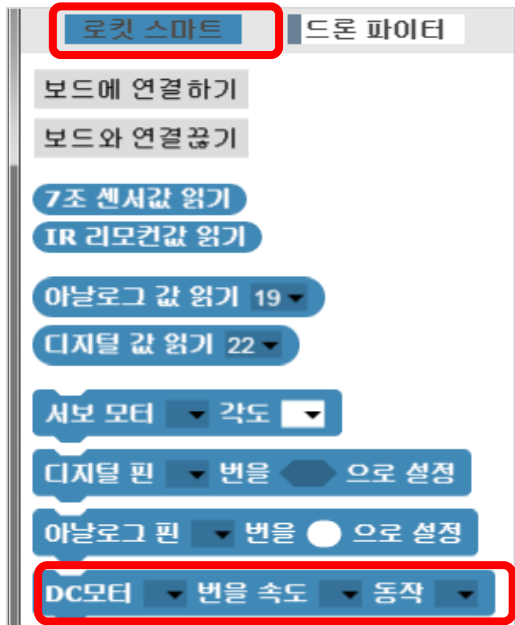 로킷 스마트 드론 파이터
보드에 연결하기
보드와 연결끊기
7조 센서값 읽기
IR 리모컨값 읽기
아날로그 값 읽기 19
디지털 값 읽기 22
서보 모터 각도
디지털 핀 번을 으로 설정
아날로그 핀 번을 으로 설정
DC모터 번을 속도 동작